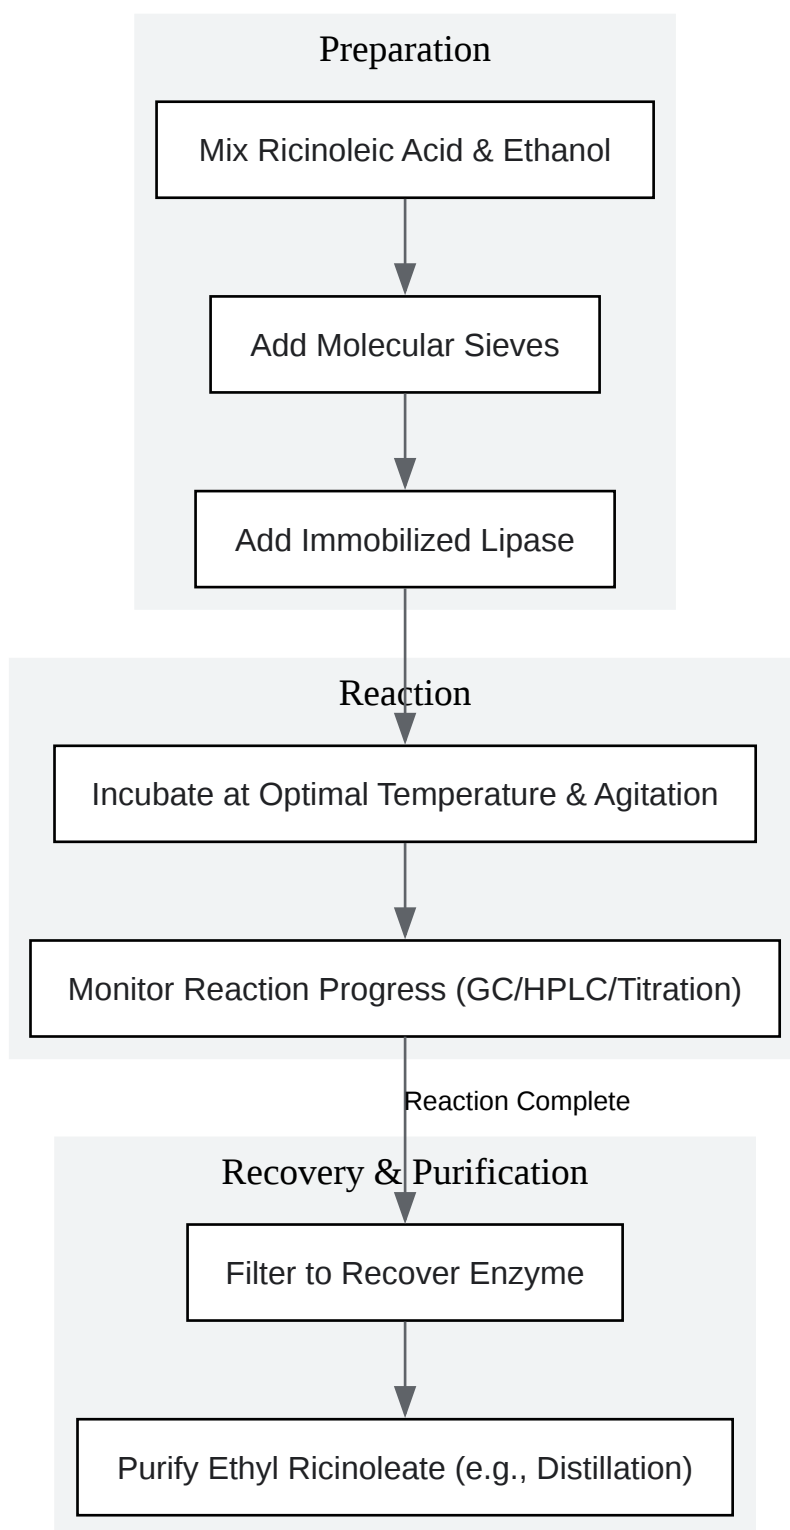 Preparation
Mix Ricinoleic Acid & Ethanol
Add Molecular Sieves
Add Immobilized Lipase
Reaction
Incubate at Optimal Temperature & Agitation
Monitor Reaction Progress (GC/HPLC/Titration)
Reaction Complete
Recovery & Purification
Filter to Recover Enzyme
Purify Ethyl Ricinoleate (e.g., Distillation)